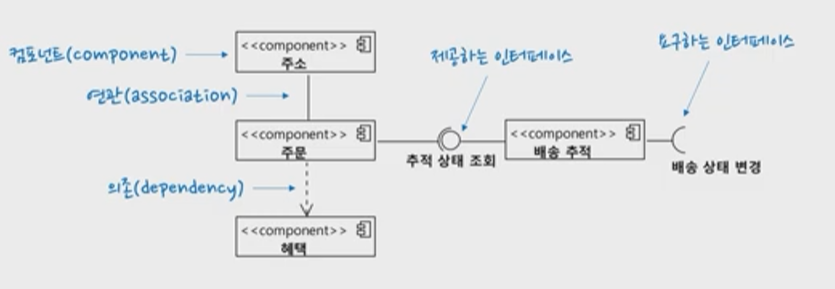 컴포넌트(component)
<<component>>
주소
제공하는 인터페이스
요구하는 인터페이스
연관(association)
<<component>>
주문
추적 상태 조회
<<component>>
배송 추적
배송 상태 변경
의존(dependency)
<<component>>
혜택